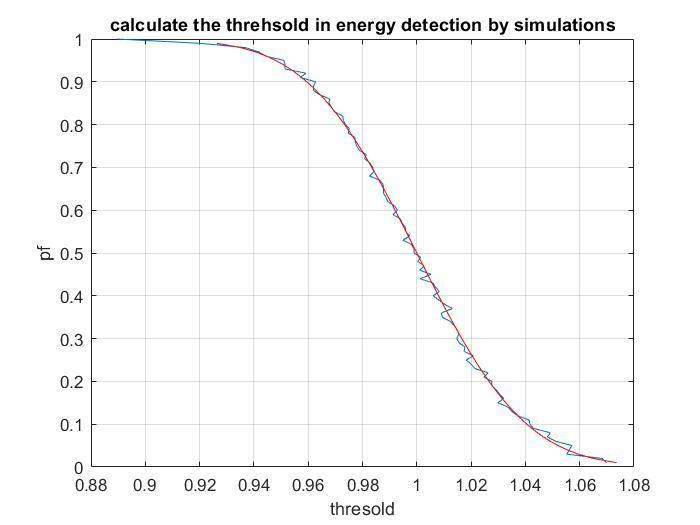 calculate the threhsold in energy detection by simulations
1
0.9
0.8
0.7
0.6
0.5
0.4
0.3
0.2
0.1
0
pf
0.88 0.9 0.92 0.94 0.96 0.98 1 1.02 1.04 1.06 1.08
thresold